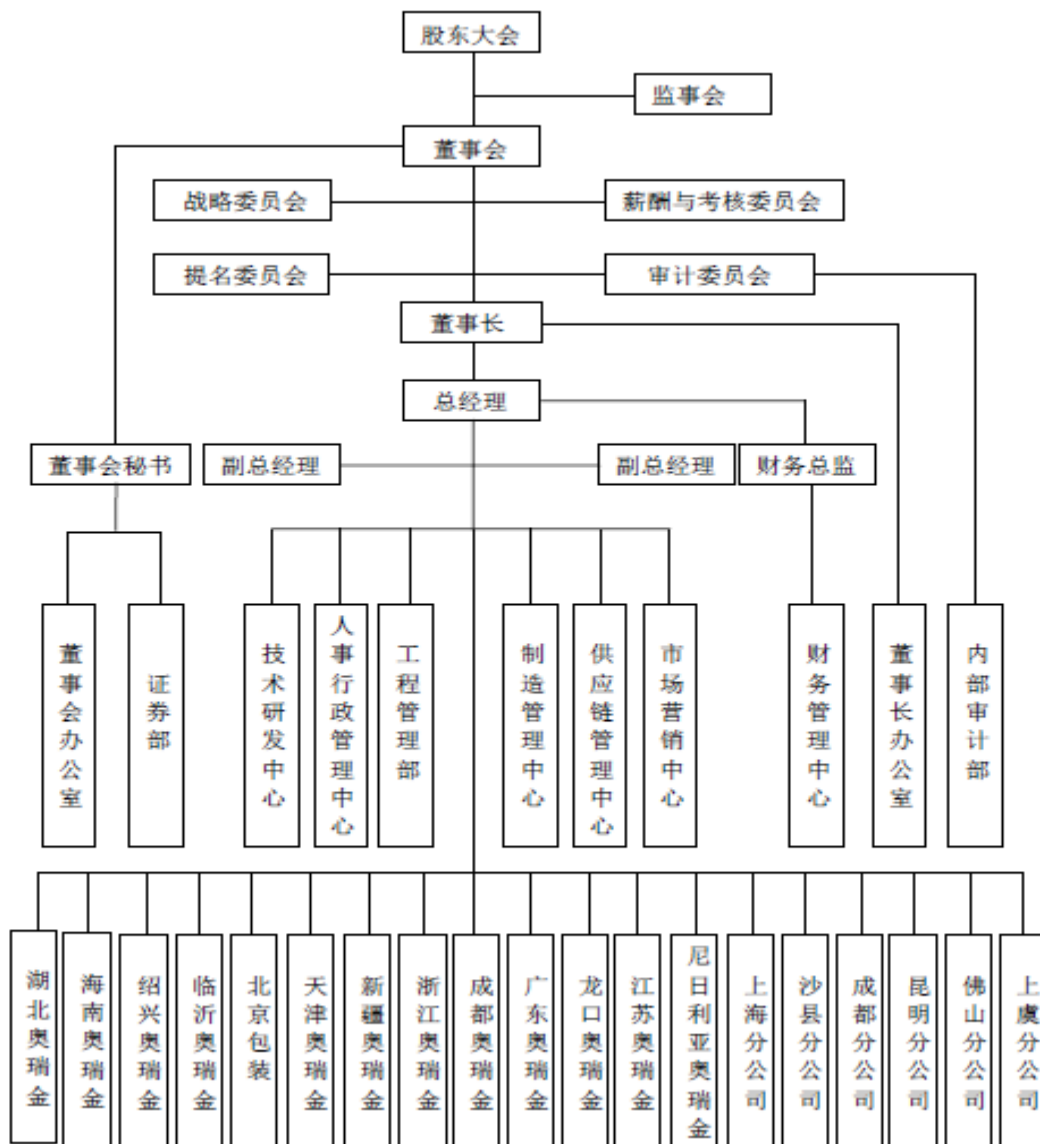 股东大会
监事会
董事会
战略委员会
薪酬与考核委员会
提名委员会
审计委员会
董事长
总经理
董事会秘书
副总经理
副总经理
财务总监
董事会办公室
证券部
技术研发中心
人事行政管理中心
工程管理部
制造管理中心
供应链管理中心
市场营销中心
财务管理中心
董事长办公室
内部审计部
湖北奥瑞金
海南奥瑞金
绍兴奥瑞金
临沂奥瑞金
北京包装
天津奥瑞金
新疆奥瑞金
浙江奥瑞金
成都奥瑞金
广东奥瑞金
龙口奥瑞金
江苏奥瑞金
尼日利亚奥瑞金
上海分公司
沙县分公司
成都分公司
昆明分公司
佛山分公司
上虞分公司